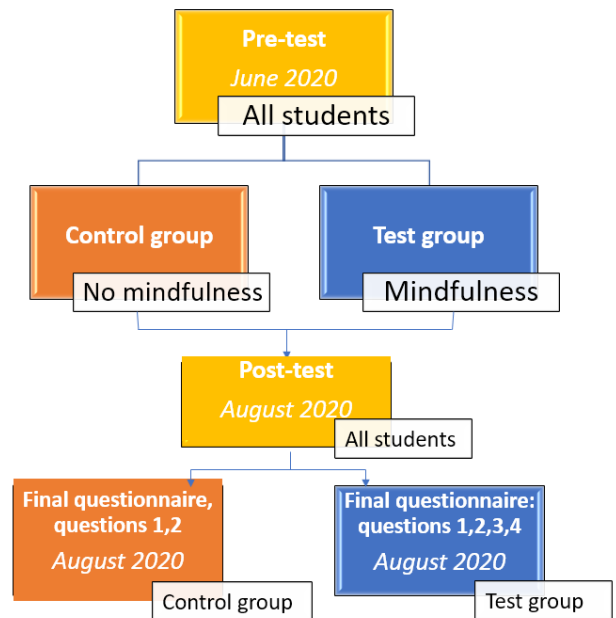 Pre-test
June 2020
All students
Control group
No mindfulness
Test group
Mindfulness
Post-test
August 2020
All students
Final questionnaire,
questions 1,2
August 2020
Control group
Final questionnaire:
questions 1,2,3,4
August 2020
Test group